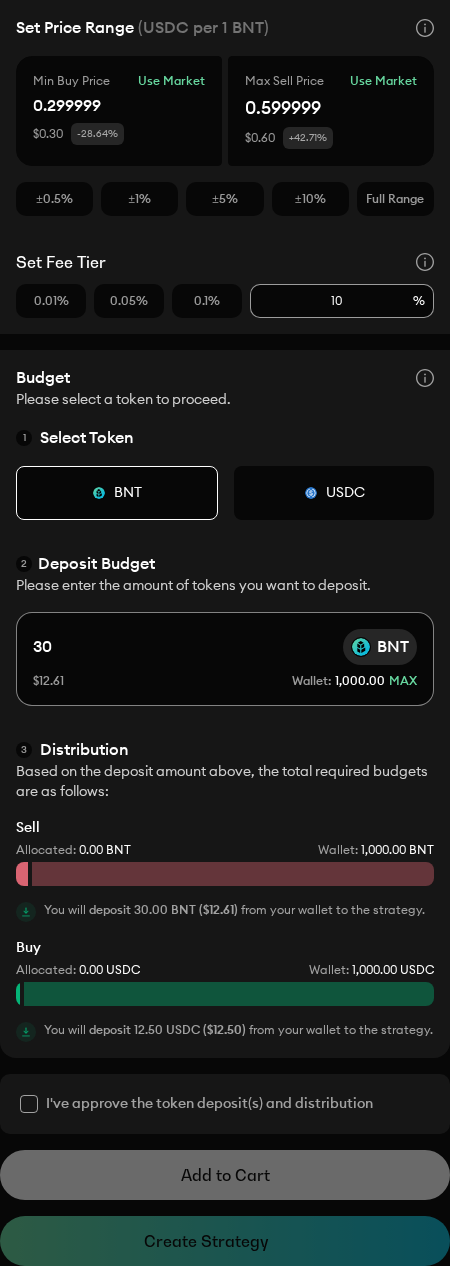 Set Price Range (USDC per 1 BNT)
Min Buy Price Use Market
0.299999
$0.30 -28.64%
Max Sell Price Use Market
0.599999
$0.60 +42.71%
±0.5% ±1% ±5% ±10% Full Range
Set Fee Tier
0.01% 0.05% 0.1% 10 %
Budget
Please select a token to proceed.
1 Select Token
BNT USDC
2 Deposit Budget
Please enter the amount of tokens you want to deposit.
30 BNT
$12.61 Wallet: 1,000.00 MAX
3 Distribution
Based on the deposit amount above, the total required budgets
are as follows:
Sell
Allocated: 0.00 BNT Wallet: 1,000.00 BNT
You will deposit 30.00 BNT ($12.61) from your wallet to the strategy.
Buy
Allocated: 0.00 USDC Wallet: 1,000.00 USDC
You will deposit 12.50 USDC ($12.50) from your wallet to the strategy.
I've approve the token deposit(s) and distribution
Add to Cart
Create Strategy